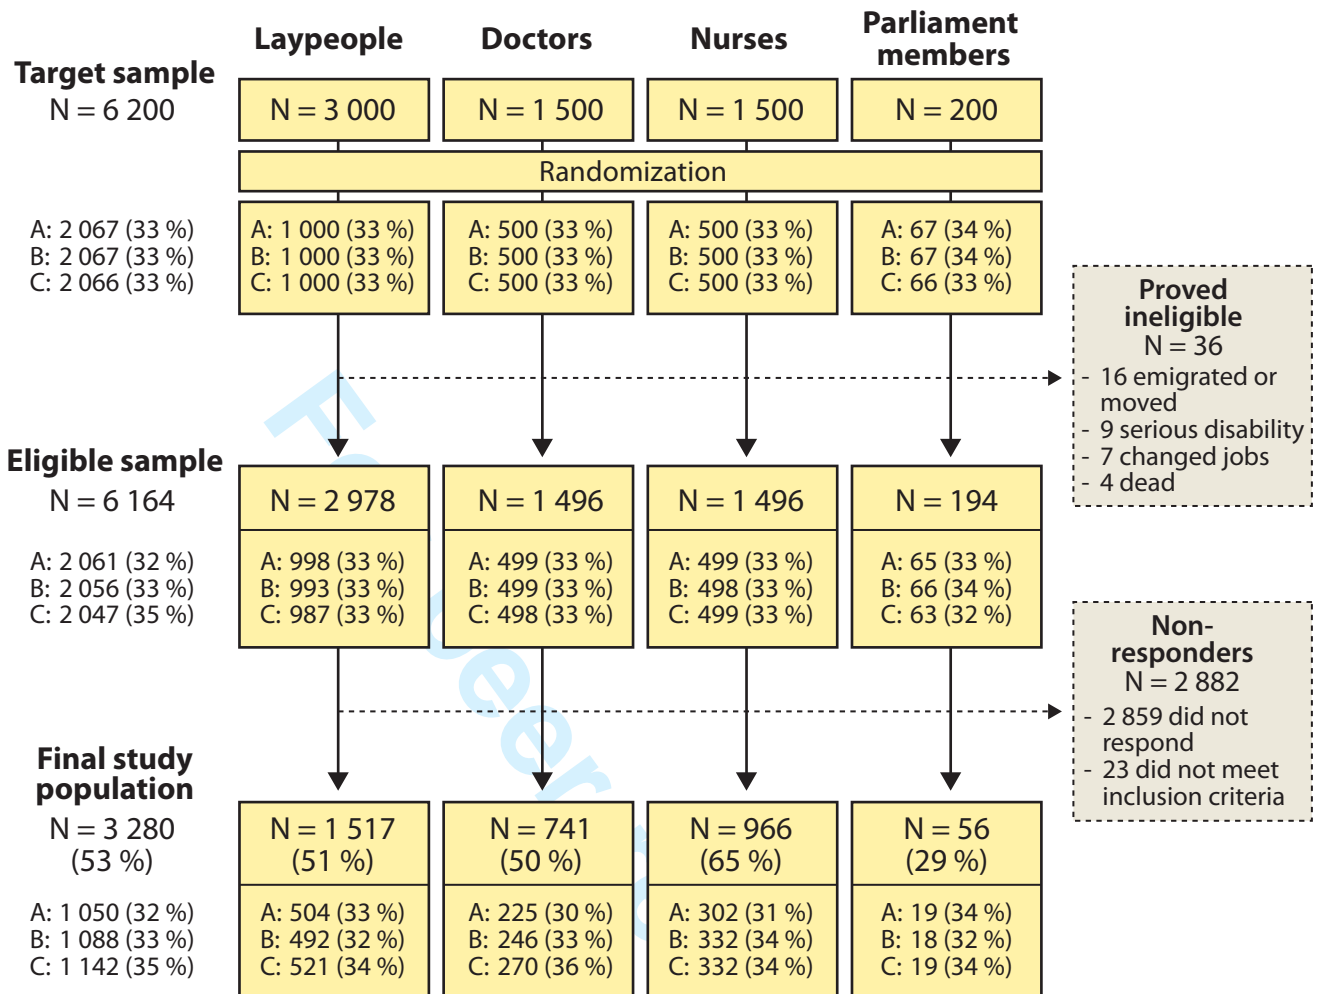 Laypeople
Doctors
Nurses
Parliament
members
Target sample
N = 6 200
N = 3 000
N = 1 500
N = 1 500
N = 200
Randomization
A: 2 067 (33 %)
B: 2 067 (33 %)
C: 2 066 (33 %)
A: 1 000 (33 %)
B: 1 000 (33 %)
C: 1 000 (33 %)
A: 500 (33 %)
B: 500 (33 %)
C: 500 (33 %)
A: 500 (33 %)
B: 500 (33 %)
C: 500 (33 %)
A: 67 (34 %)
B: 67 (34 %)
C: 66 (33 %)
Proved
ineligible
N = 36
- 16 emigrated or
moved
- 9 serious disability
- 7 changed jobs
- 4 dead
Eligible sample
N = 6 164
N = 2 978
N = 1 496
N = 1 496
N = 194
A: 2 061 (32 %)
B: 2 056 (33 %)
C: 2 047 (35 %)
A: 998 (33 %)
B: 993 (33 %)
C: 987 (33 %)
A: 499 (33 %)
B: 499 (33 %)
C: 498 (33 %)
A: 499 (33 %)
B: 498 (33 %)
C: 499 (33 %)
A: 65 (33 %)
B: 66 (34 %)
C: 63 (32 %)
Non-
responders
N = 2 882
- 2 859 did not
respond
- 23 did not meet
inclusion criteria
Final study
population
N = 3 280
(53 %)
N = 1 517
(51 %)
N = 741
(50 %)
N = 966
(65 %)
N = 56
(29 %)
A: 1 050 (32 %)
B: 1 088 (33 %)
C: 1 142 (35 %)
A: 504 (33 %)
B: 492 (32 %)
C: 521 (34 %)
A: 225 (30 %)
B: 246 (33 %)
C: 270 (36 %)
A: 302 (31 %)
B: 332 (34 %)
C: 332 (34 %)
A: 19 (34 %)
B: 18 (32 %)
C: 19 (34 %)